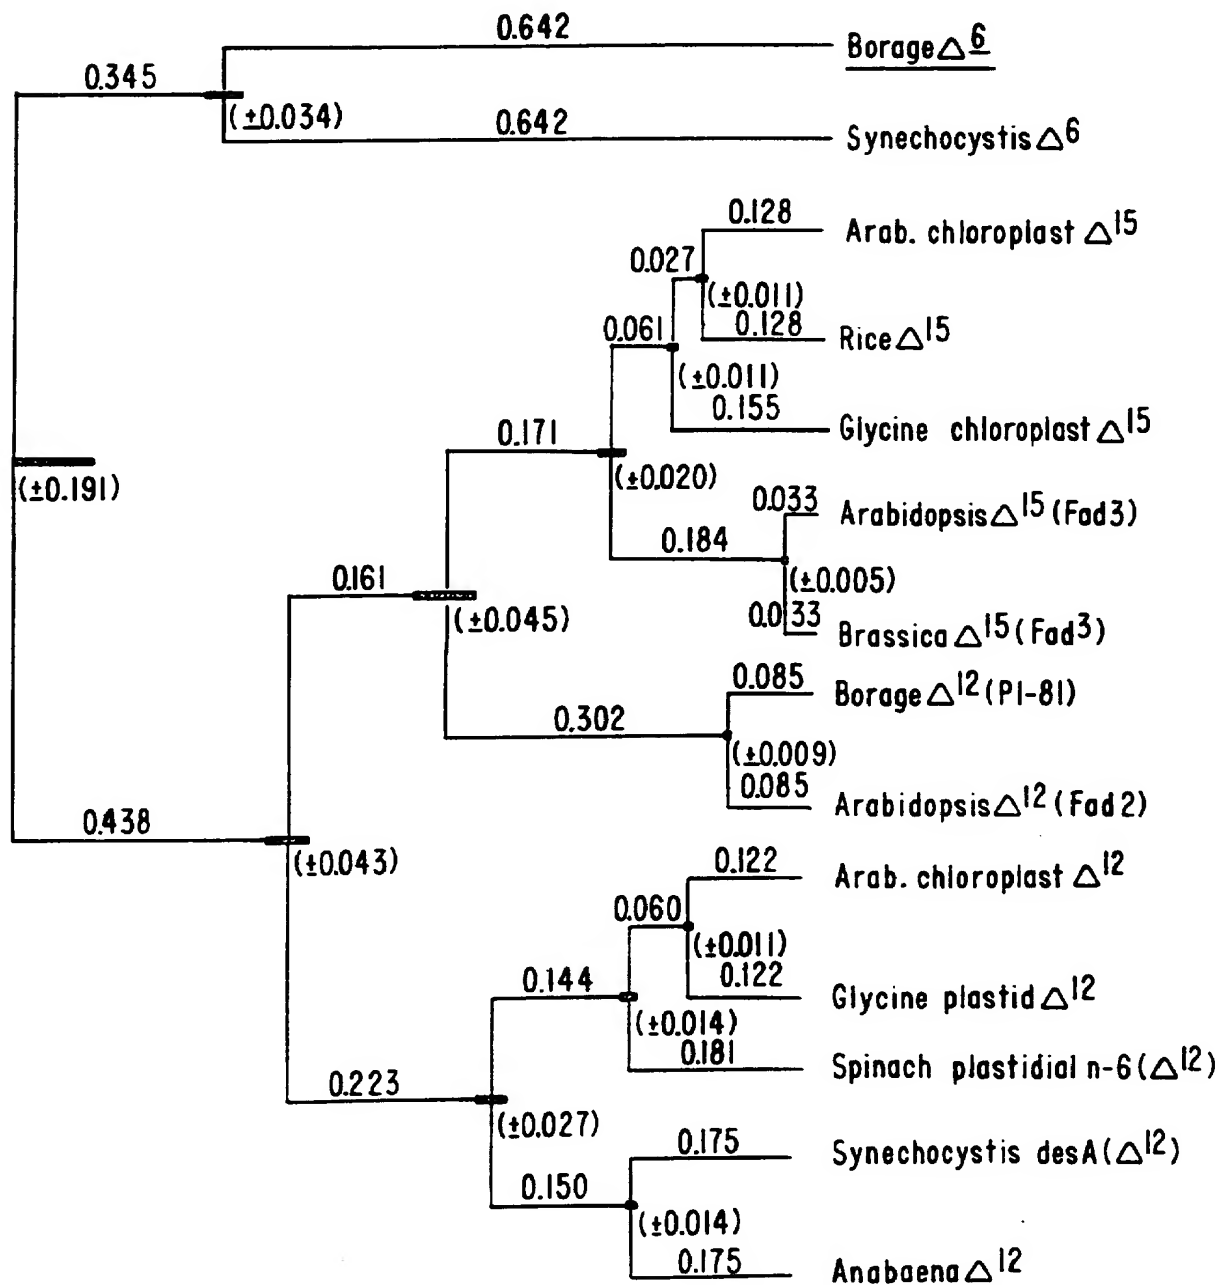 0.642
Borage Δ6
0.345
(±0.034)
0.642
Synechocystis Δ6
0.128
Arab. chloroplast Δ15
0.027
(±0.011)
0.128
Rice Δ15
0.061
(±0.011)
0.155
Glycine chloroplast Δ15
0.171
(±0.020)
(±0.191)
0.033
Arabidopsis Δ15 (Fad3)
0.184
(±0.005)
0.161
(±0.045)
0.033
Brassica Δ15 (Fad3)
0.085
Borage Δ12 (P1-81)
0.302
(±0.009)
0.085
Arabidopsis Δ12 (Fad2)
0.438
(±0.043)
0.122
Arab. chloroplast Δ12
0.060
(±0.011)
0.122
Glycine plastid Δ12
0.144
(±0.014)
0.181
Spinach plastidial n-6 (Δ12)
0.223
(±0.027)
0.175
Synechocystis desA (Δ12)
0.150
(±0.014)
0.175
Anabaena Δ12